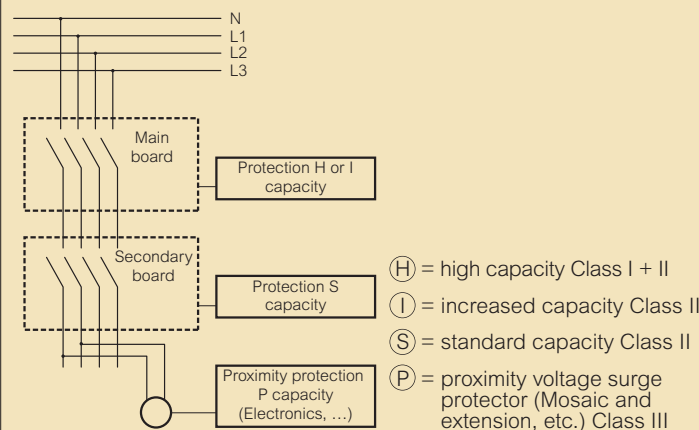 N
L1
L2
L3
Main
board
Protection H or I
capacity
Secondary
board
Protection S
capacity
Proximity protection
P capacity
(Electronics, ...)
H = high capacity Class I + II
I = increased capacity Class II
S = standard capacity Class II
P = proximity voltage surge
protector (Mosaic and
extension, etc.) Class III